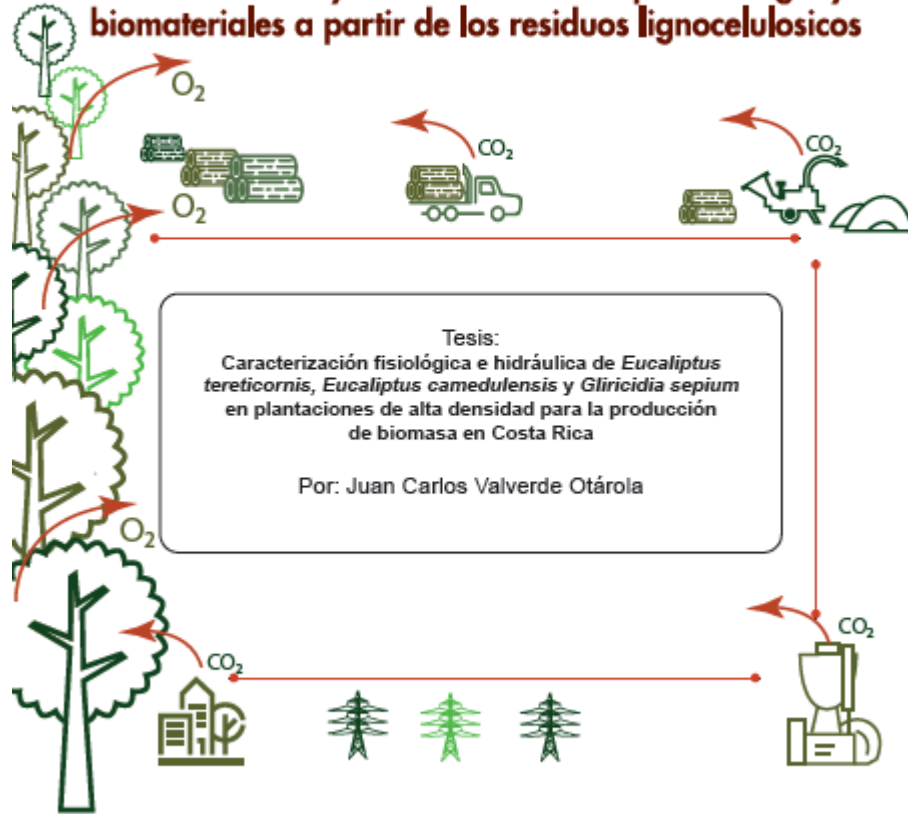 biomateriales a partir de los residuos lignocelulosicos
O2
CO2
CO2
O2
Tesis:
Caracterización fisiológica e hidráulica de Eucaliptus
tereticornis, Eucaliptus camedulensis y Gliricidia sepium
en plantaciones de alta densidad para la producción
de biomasa en Costa Rica
Por: Juan Carlos Valverde Otárola
O2
CO2
CO2